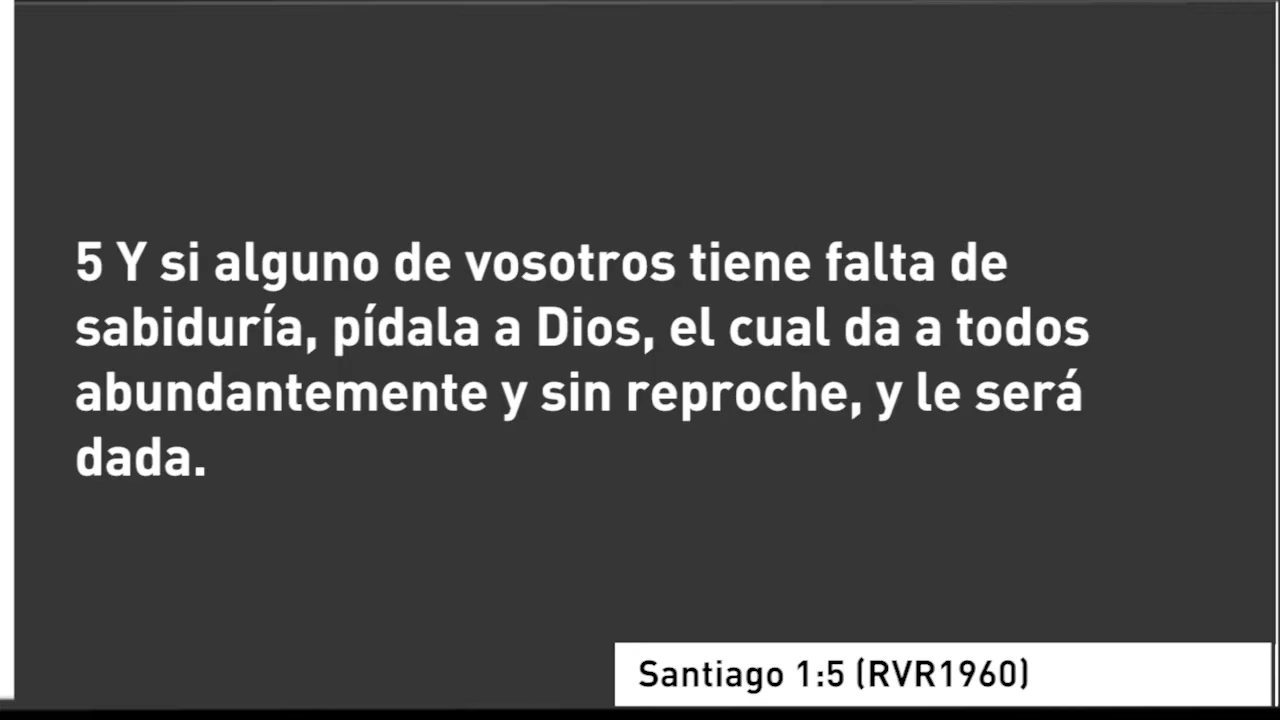 5 Y si alguno de vosotros tiene falta de
sabiduría, pídala a Dios, el cual da a todos
abundantemente y sin reproche, y le será
dada.
Santiago 1:5 (RVR1960)